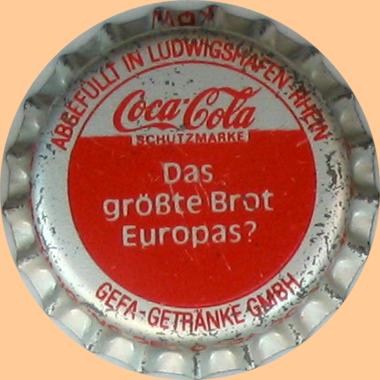 ABGEFÜLLT IN LUDWIGSHAFEN-RHEIN
Coca-Cola
SCHUTZMARKE
Das
größte Brot
Europas?
GEFA-GETRÄNKE GMBH